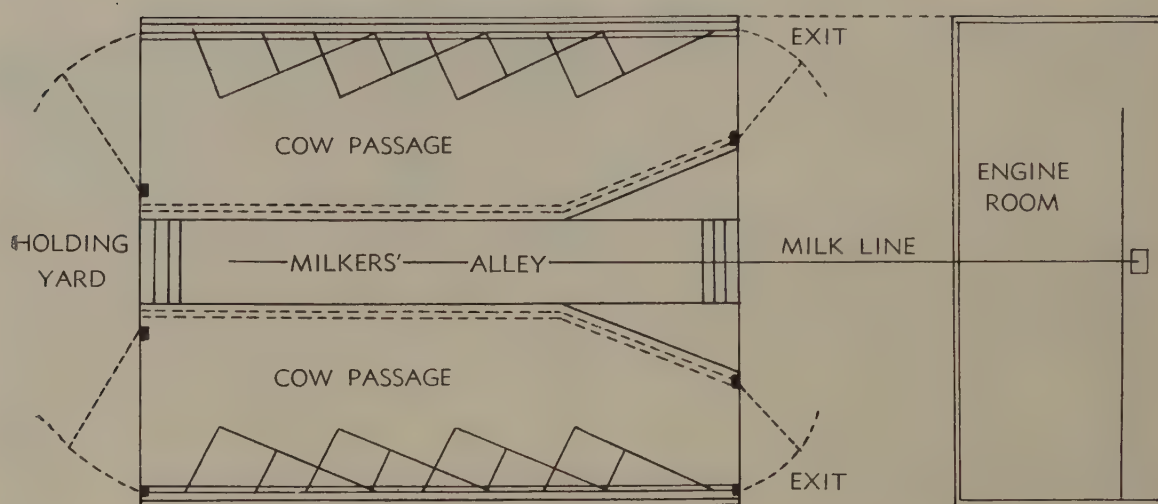 EXIT
COW PASSAGE
ENGINE
ROOM
HOLDING
YARD
MILKERS' ALLEY
MILK LINE
COW PASSAGE
EXIT